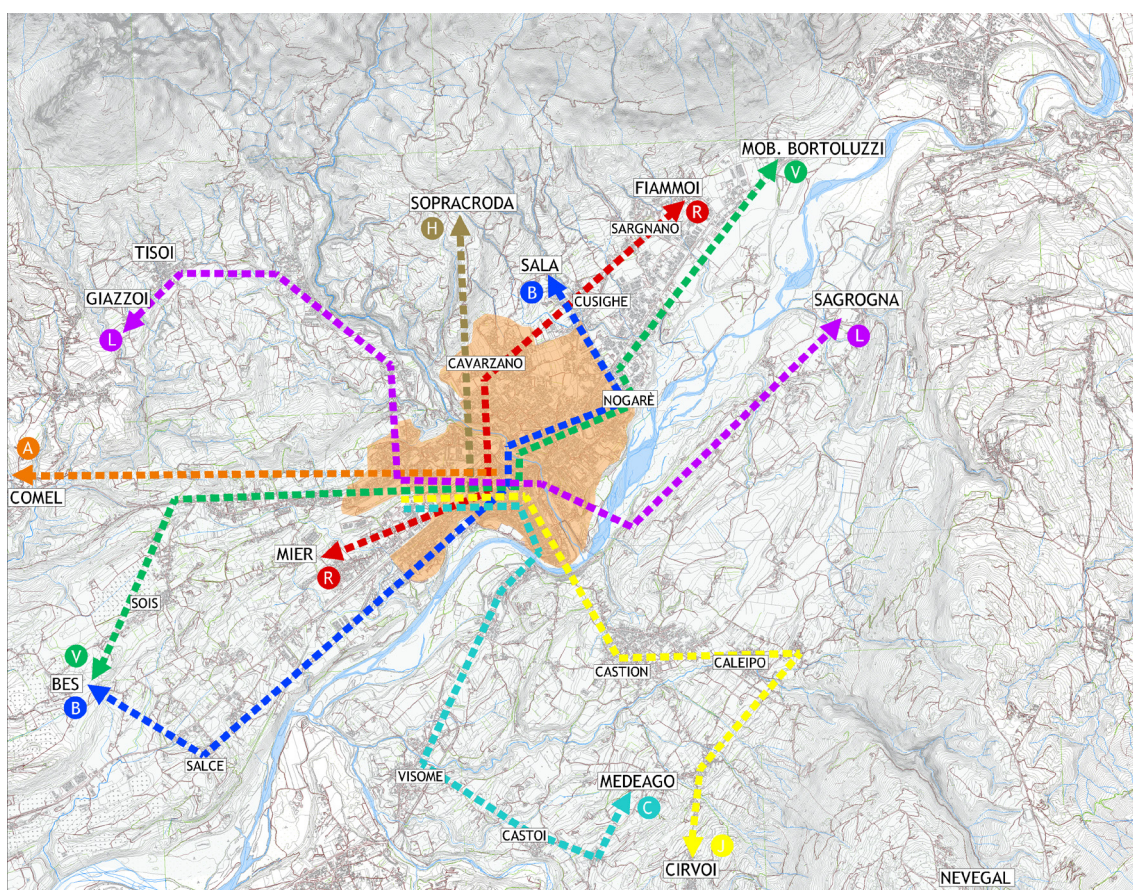 MOB. BORTOLUZZI
V
FIAMMOI
R
SARGNANO
SOPRACRODA
H
TISOI
SALA
B
CUSIGHE
GIAZZOI
L
SAGROGNA
L
CAVARZANO
NOGARÈ
A
COMEL
MIER
R
SOIS
V
BES
B
CASTION
CALEIPO
SALCE
VISOME
MEDEAGO
C
CASTOI
J
CIRVOI
NEVEGAL